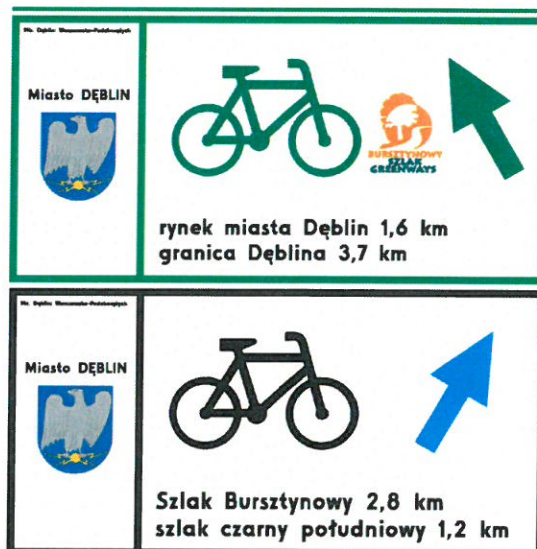 Miasto DĘBLIN
BURSZTYNOWY
SZLAK
GREENWAYS
rynek miasta Dęblin 1,6 km
granica Dęblina 3,7 km
Miasto DĘBLIN
Szlak Bursztynowy 2,8 km
szlak czarny południowy 1,2 km